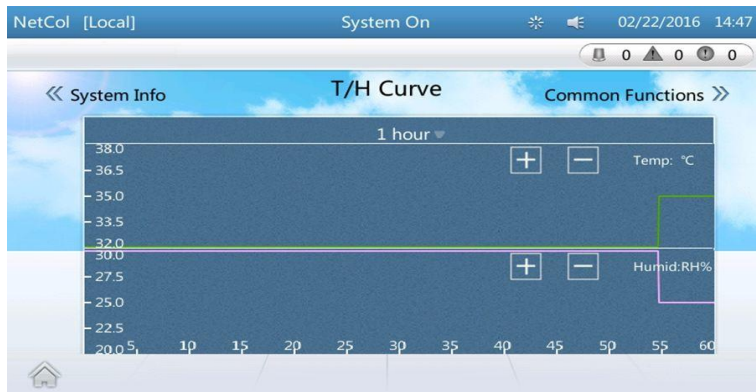 NetCol [Local] System On 02/22/2016 14:47
0 0 0
System Info T/H Curve Common Functions
1 hour
38.0
Temp: °C
36.5
35.0
33.5
32.0
30.0
Humid:RH%
27.5
25.0
22.5
20.0 5 10 15 20 25 30 35 40 45 50 55 60